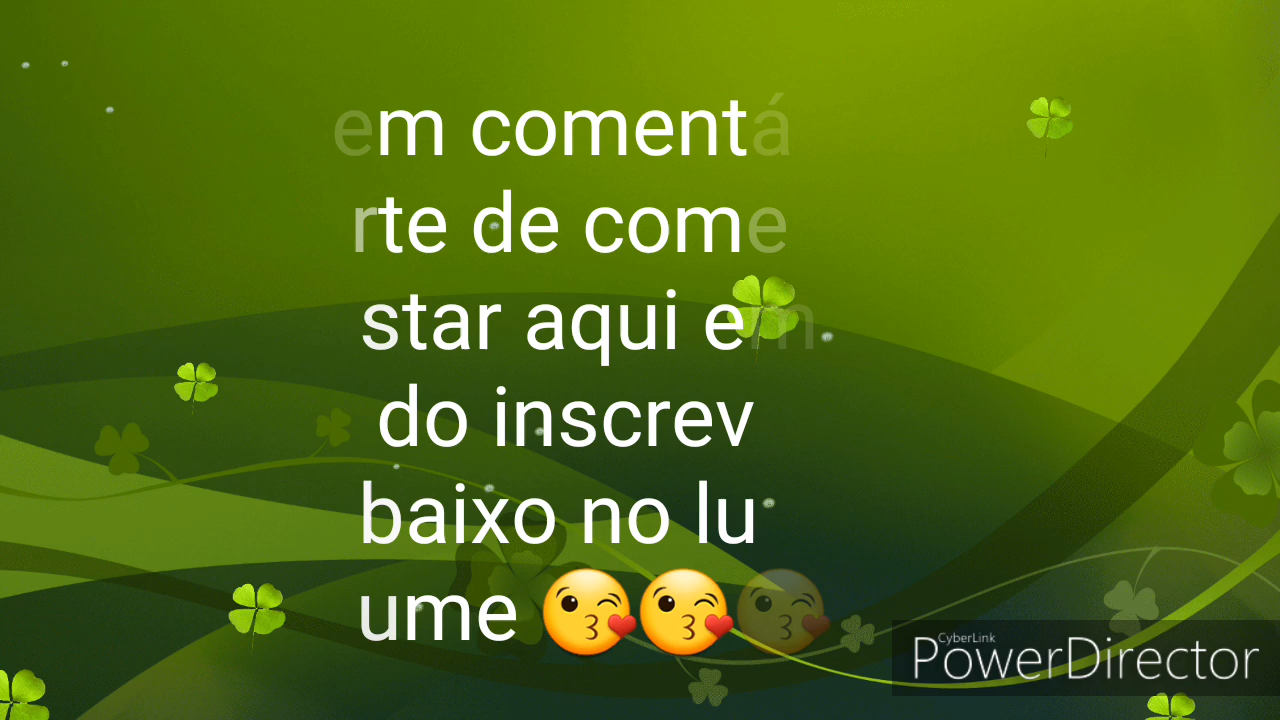 em comentá
rte de come
star aqui em
do inscrev
baixo no lu
ume 😘😘😘
CyberLink
PowerDirector